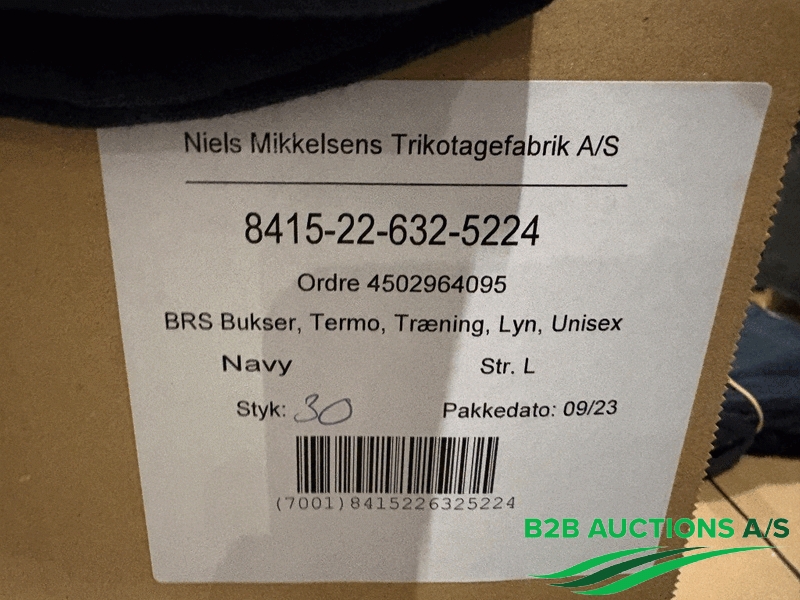 Niels Mikkelsens Trikotagefabrik A/S
8415-22-632-5224
Ordre 4502964095
BRS Bukser, Termo, Træning, Lyn, Unisex
Navy Str. L
Styk: 30 Pakkedato: 09/23
(7001)8415226325224
B2B AUCTIONS A/S